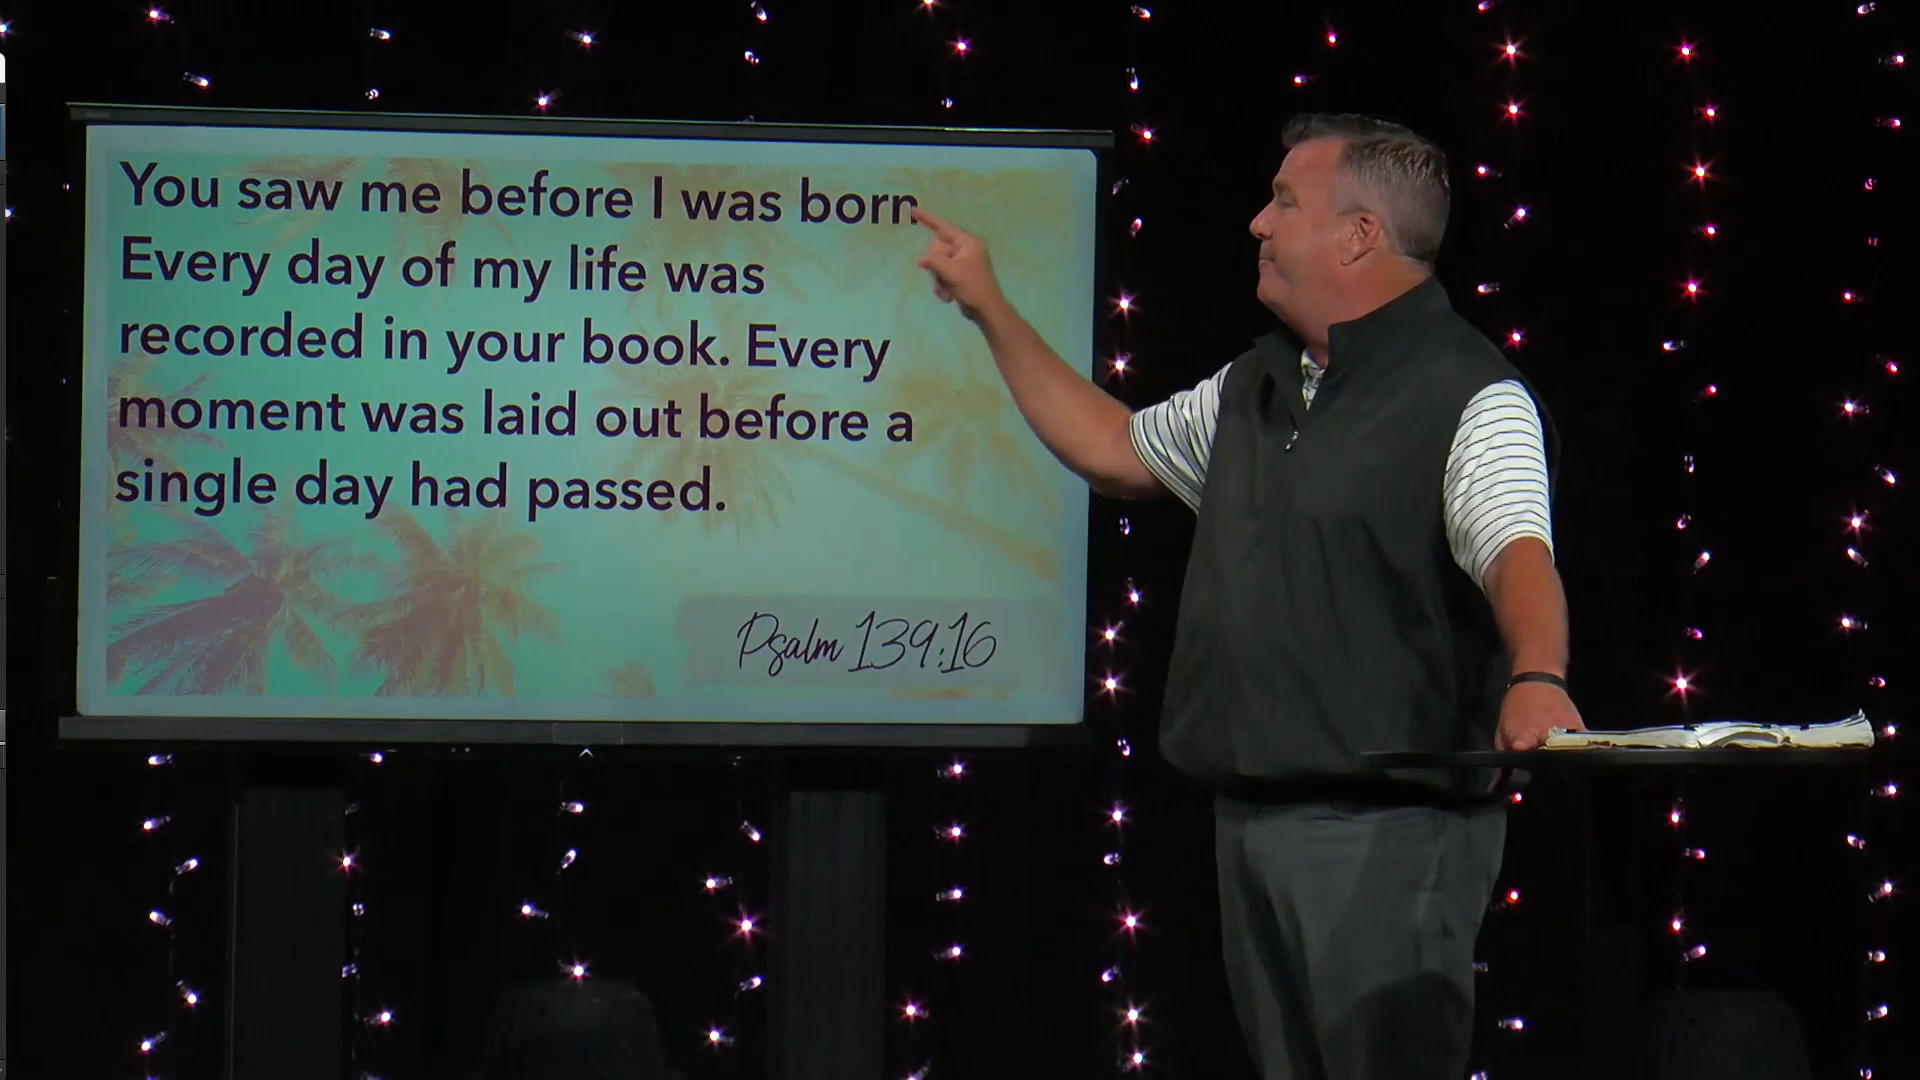 You saw me before I was born
Every day of my life was
recorded in your book. Every
moment was laid out before a
single day had passed.
Psalm 139:16